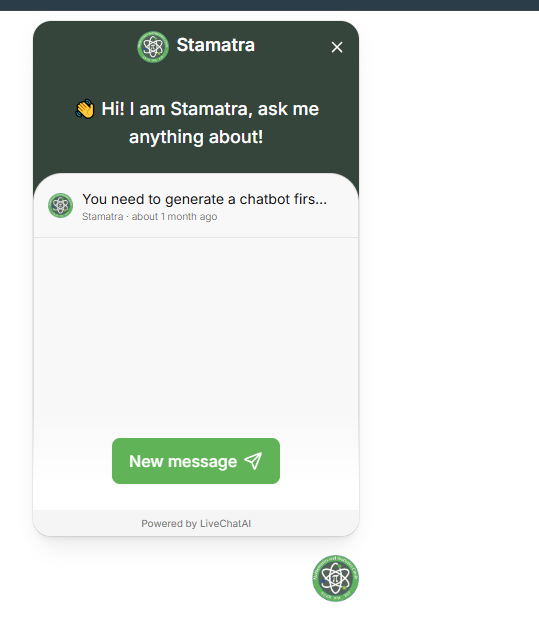 Stamatra
👋 Hi! I am Stamatra, ask me
anything about!
You need to generate a chatbot firs...
Stamatra · about 1 month ago
New message
Powered by LiveChatAI